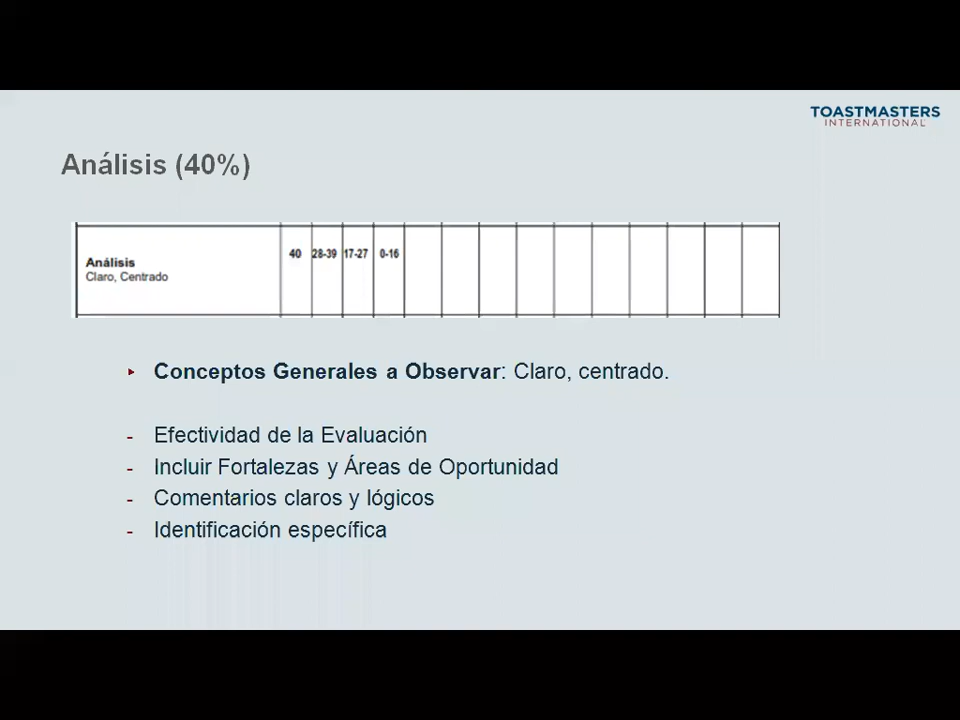 TOASTMASTERS
INTERNATIONAL
Análisis (40%)
Análisis
Claro, Centrado
40 28-39 17-27 0-16
Conceptos Generales a Observar: Claro, centrado.
- Efectividad de la Evaluación
- Incluir Fortalezas y Áreas de Oportunidad
- Comentarios claros y lógicos
- Identificación específica